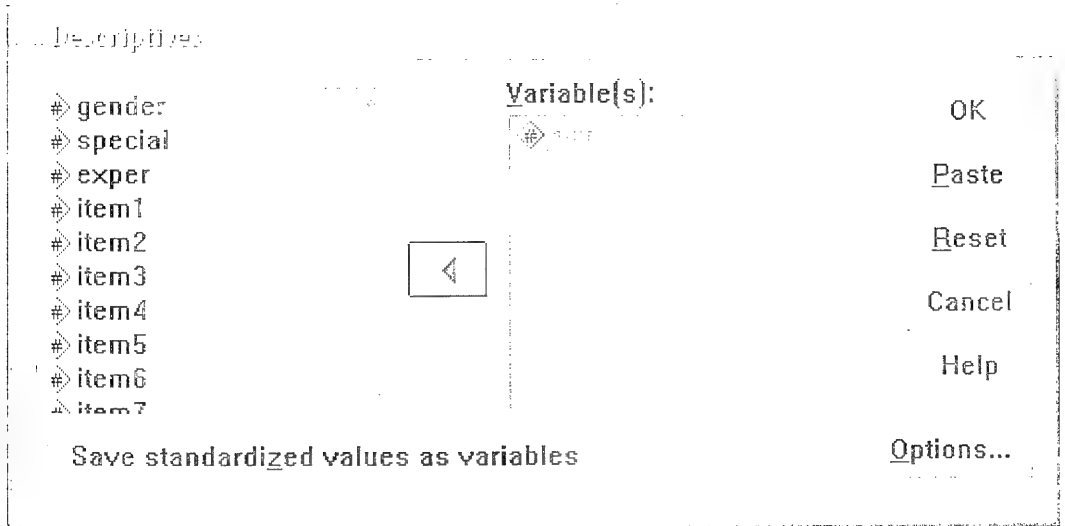 Descriptives
gender
special
exper
item1
item2
item3
item4
item5
item6
item7
Variable(s):
OK
Paste
Reset
Cancel
Help
Save standardized values as variables
Options...